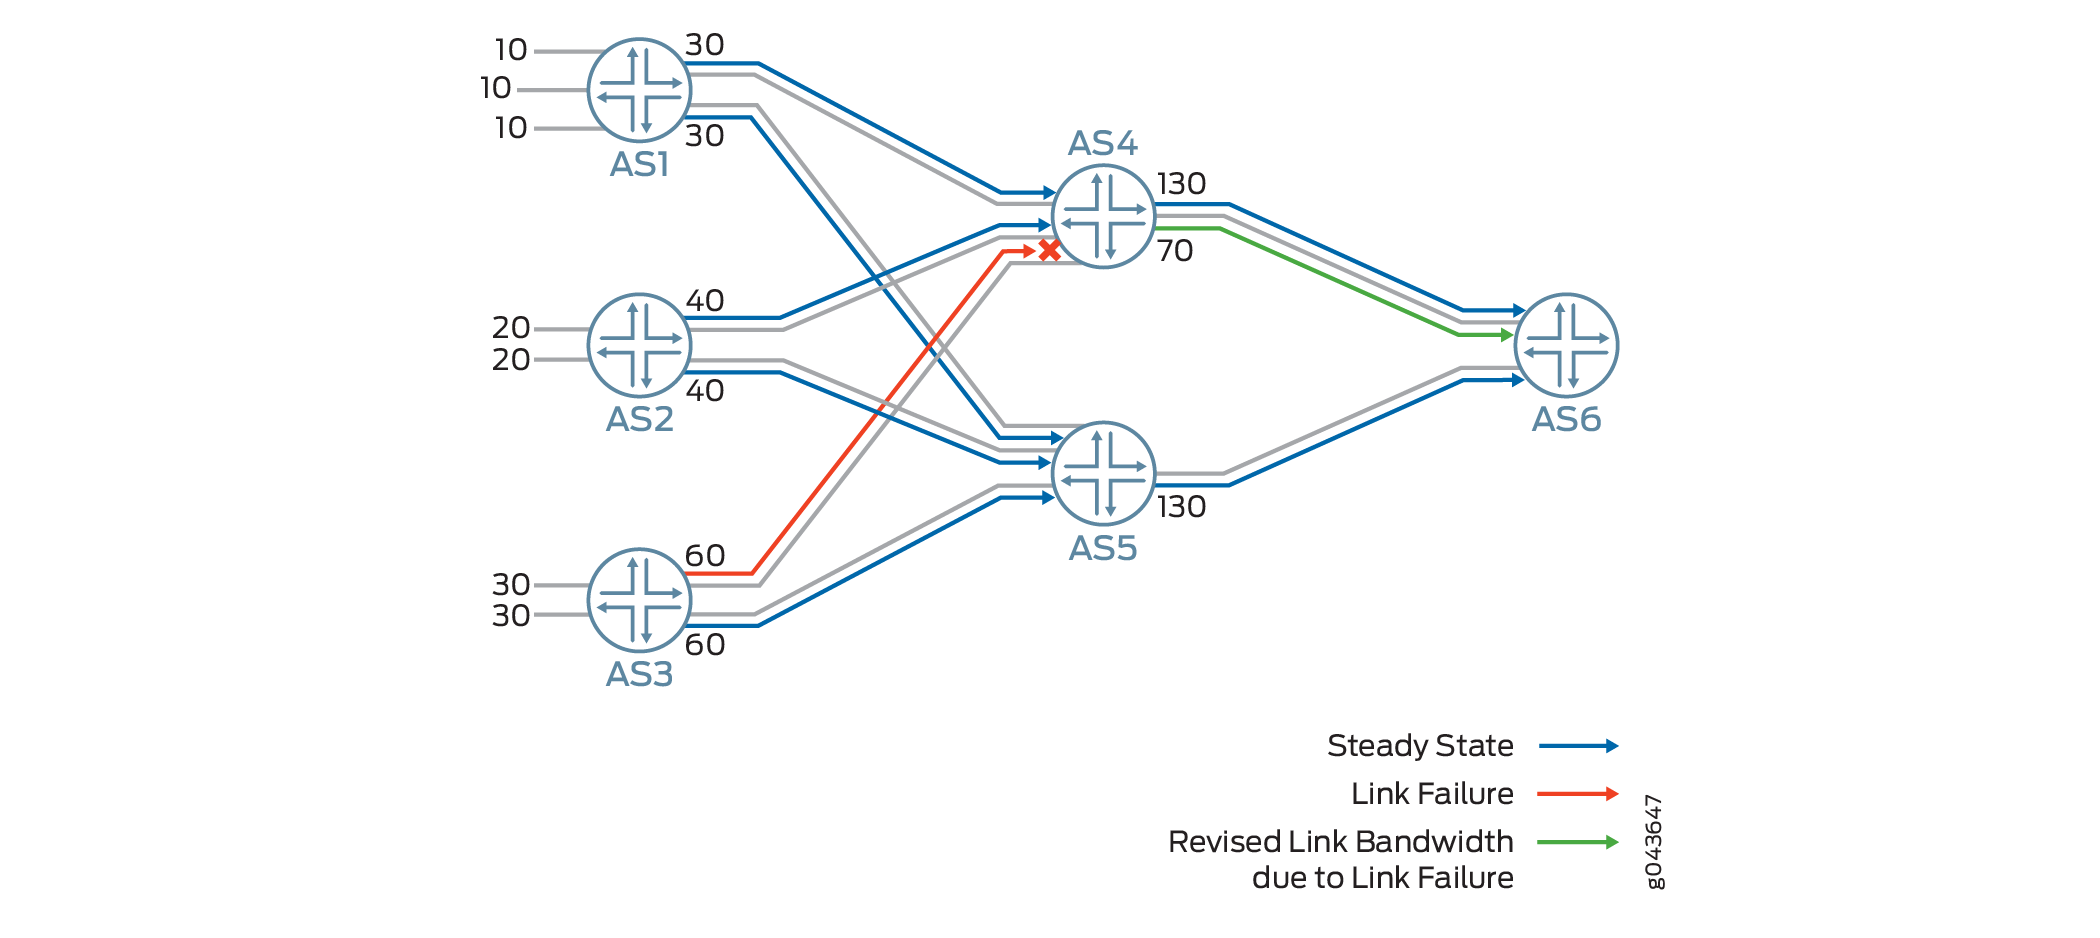 10
30
10
10
30
AS1
AS4
130
70
40
20
20
40
AS2
AS6
130
AS5
60
30
30
60
AS3
Steady State
Link Failure
Revised Link Bandwidth
due to Link Failure
g043647